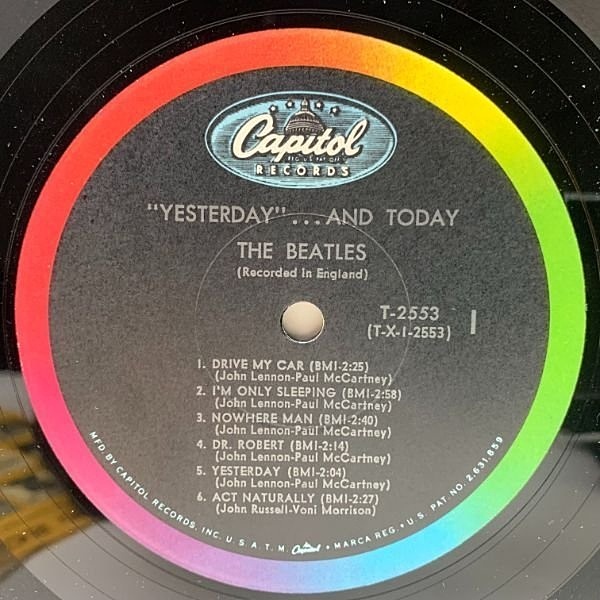 Capitol
RECORDS
"YESTERDAY"...AND TODAY
THE BEATLES
(Recorded in England)
T-2553
(T-X-1-2553)
1
1. DRIVE MY CAR (BMI-2:25)
(John Lennon-Paul McCartney)
2. I'M ONLY SLEEPING (BMI-2:58)
(John Lennon-Paul McCartney)
3. NOWHERE MAN (BMI-2:40)
(John Lennon-Paul McCartney)
4. DR. ROBERT (BMI-2:14)
(John Lennon-Paul McCartney)
5. YESTERDAY (BMI-2:04)
(John Lennon-Paul McCartney)
6. ACT NATURALLY (BMI-2:27)
(John Russell-Voni Morrison)
MFD. BY CAPITOL RECORDS, INC. U.S.A. T.M. Capitol • MARCA REG. • U.S. PAT. NO. 2,631,859